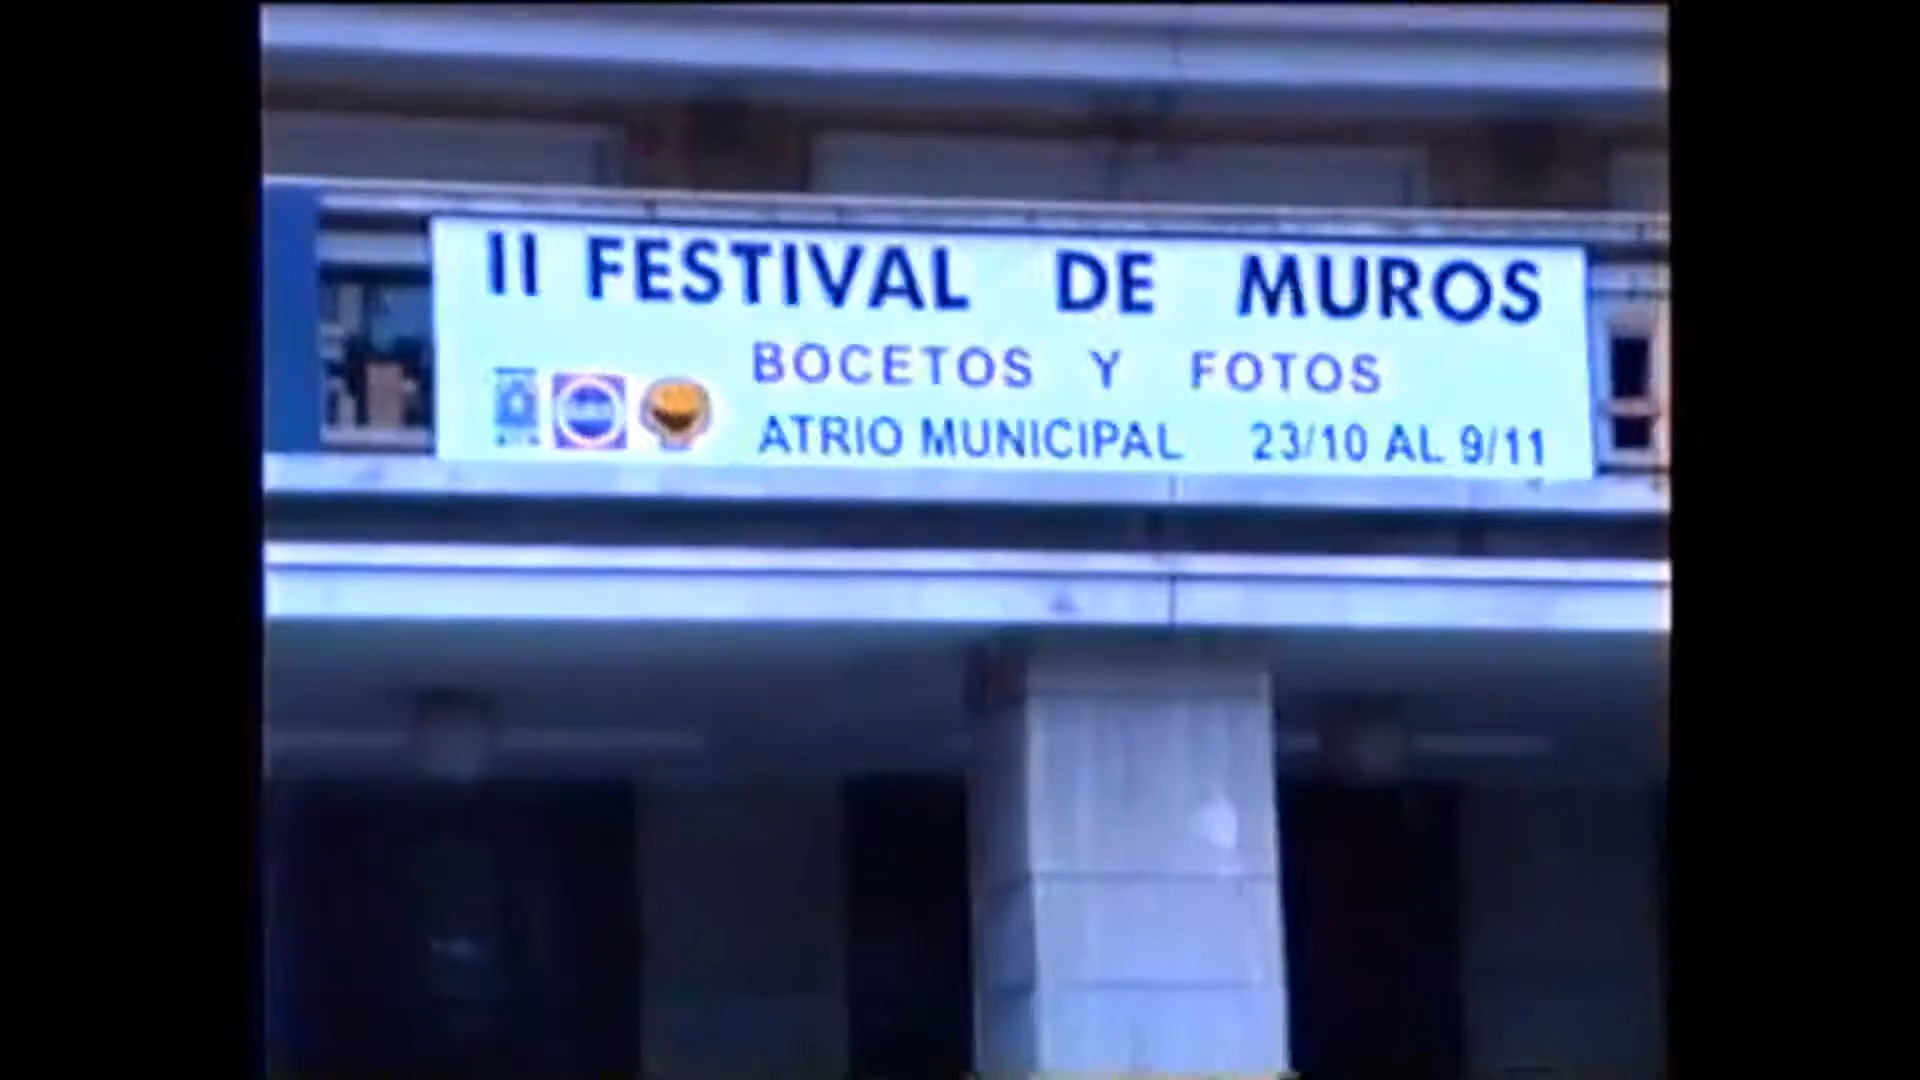 II FESTIVAL DE MUROS
BOCETOS Y FOTOS
ATRIO MUNICIPAL 23/10 AL 9/11